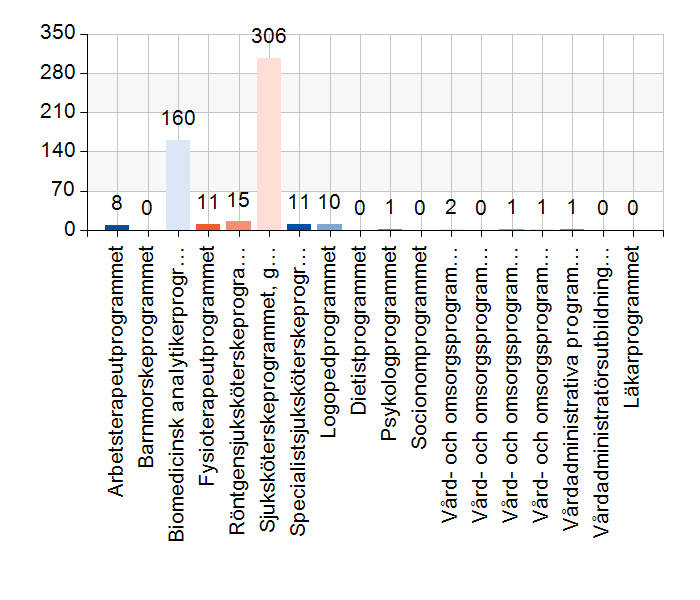 350
280
210
140
70
0
8
0
160
11
15
306
11
10
0
1
0
2
0
1
1
1
0
0
Arbetsterapeutprogrammet
Barnmorskeprogrammet
Biomedicinsk analytikerprogr…
Fysioterapeutprogrammet
Röntgensjuksköterskeprogra…
Sjuksköterskeprogrammet, g…
Specialistsjuksköterskeprogr…
Logopedprogrammet
Dietistprogrammet
Psykologprogrammet
Socionomprogrammet
Vård- och omsorgsprogram…
Vård- och omsorgsprogram…
Vård- och omsorgsprogram…
Vård- och omsorgsprogram…
Vårdadministrativa program…
Vårdadministratörsutbildning…
Läkarprogrammet